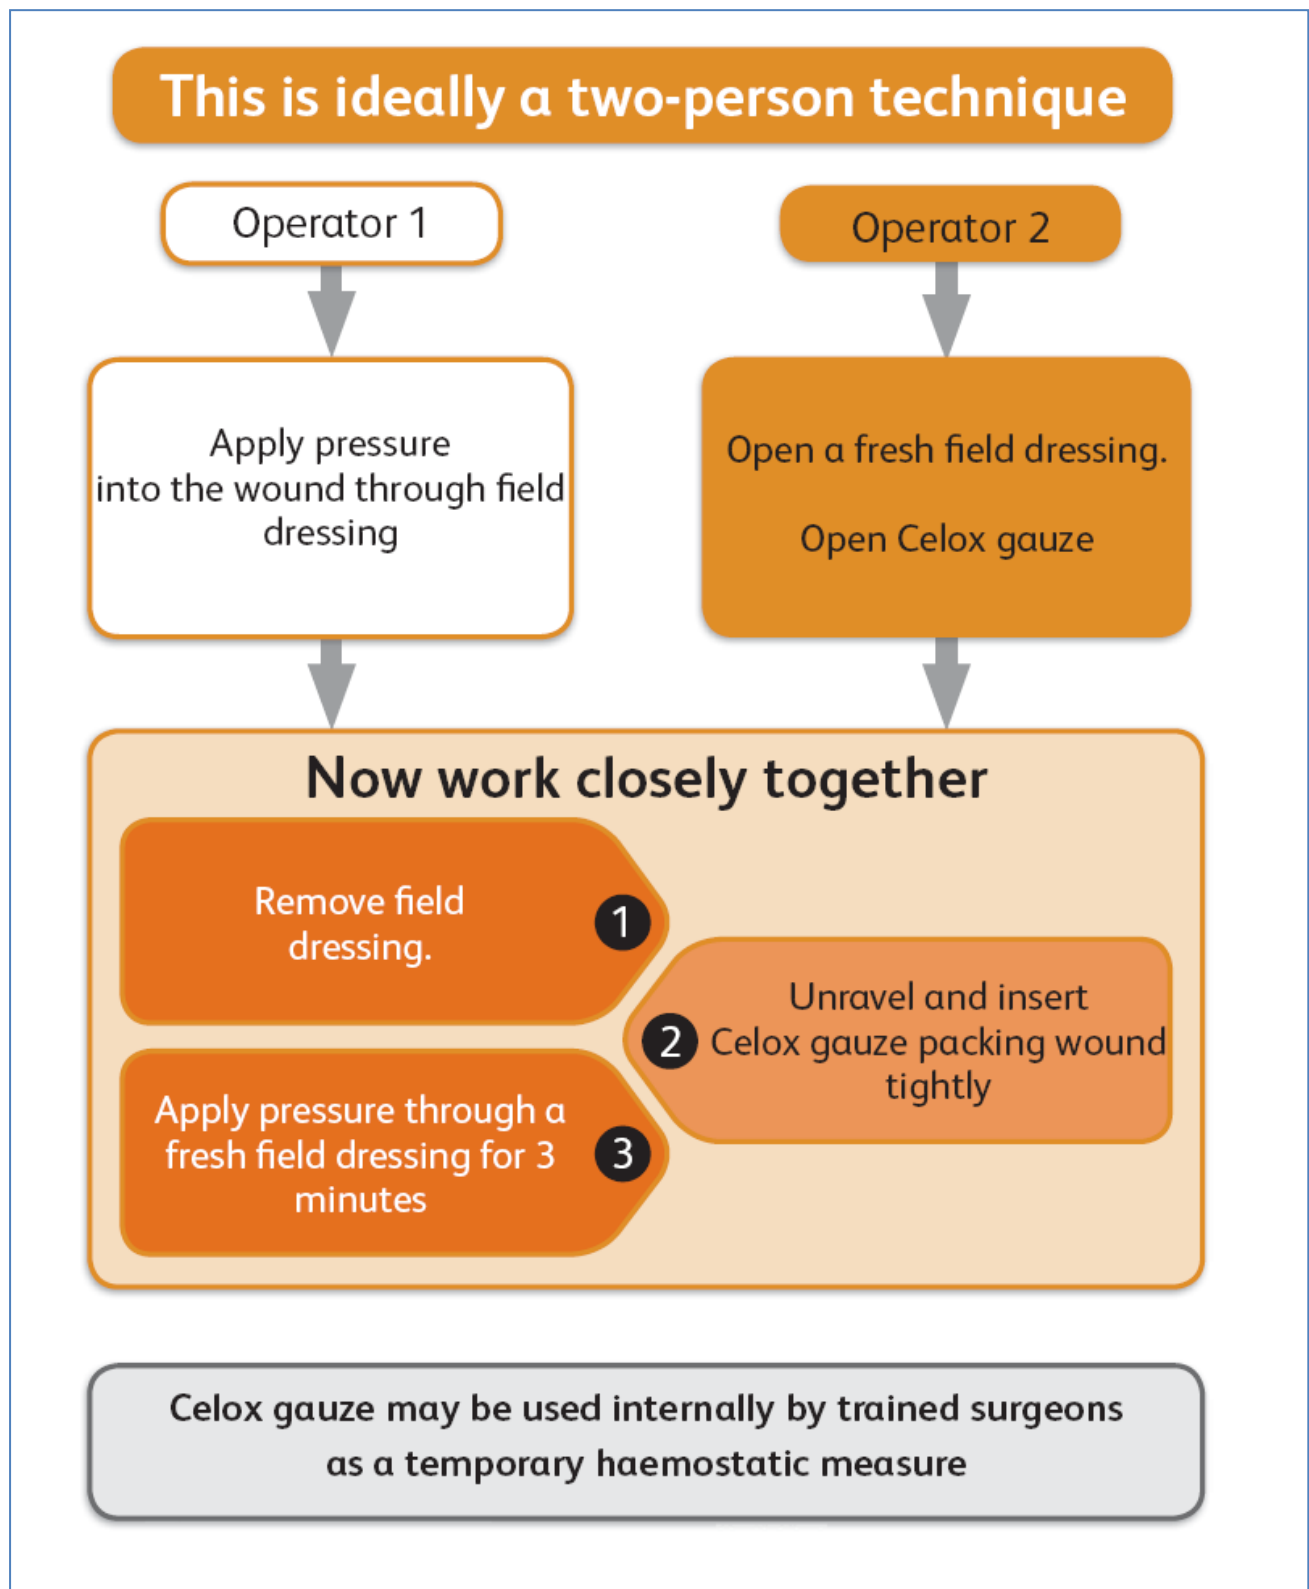 This is ideally a two-person technique
Operator 1
Operator 2
Apply pressure
into the wound through field
dressing
Open a fresh field dressing.
Open Celox gauze
Now work closely together
Remove field
dressing.
1
2
Unravel and insert
Celox gauze packing wound
tightly
Apply pressure through a
fresh field dressing for 3
minutes
3
Celox gauze may be used internally by trained surgeons
as a temporary haemostatic measure